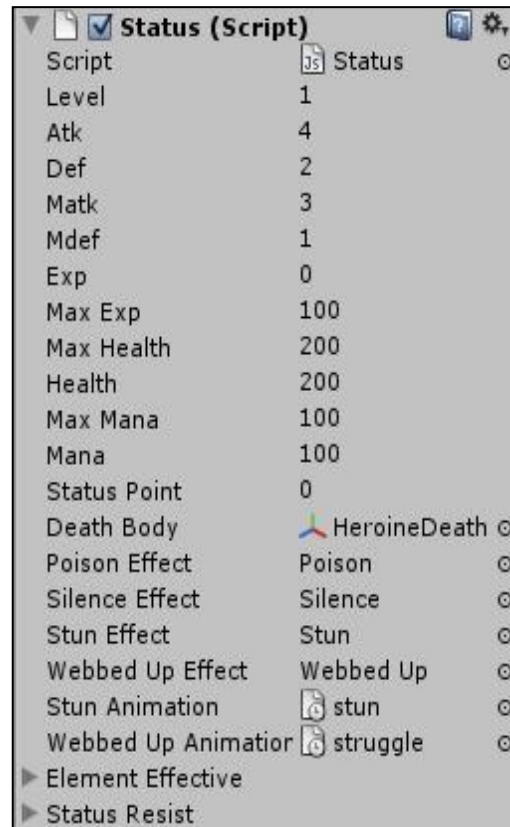 Status (Script)
Script Js Status
Level 1
Atk 4
Def 2
Matk 3
Mdef 1
Exp 0
Max Exp 100
Max Health 200
Health 200
Max Mana 100
Mana 100
Status Point 0
Death Body HeroineDeath
Poison Effect Poison
Silence Effect Silence
Stun Effect Stun
Webbed Up Effect Webbed Up
Stun Animation stun
Webbed Up Animatior struggle
Element Effective
Status Resist